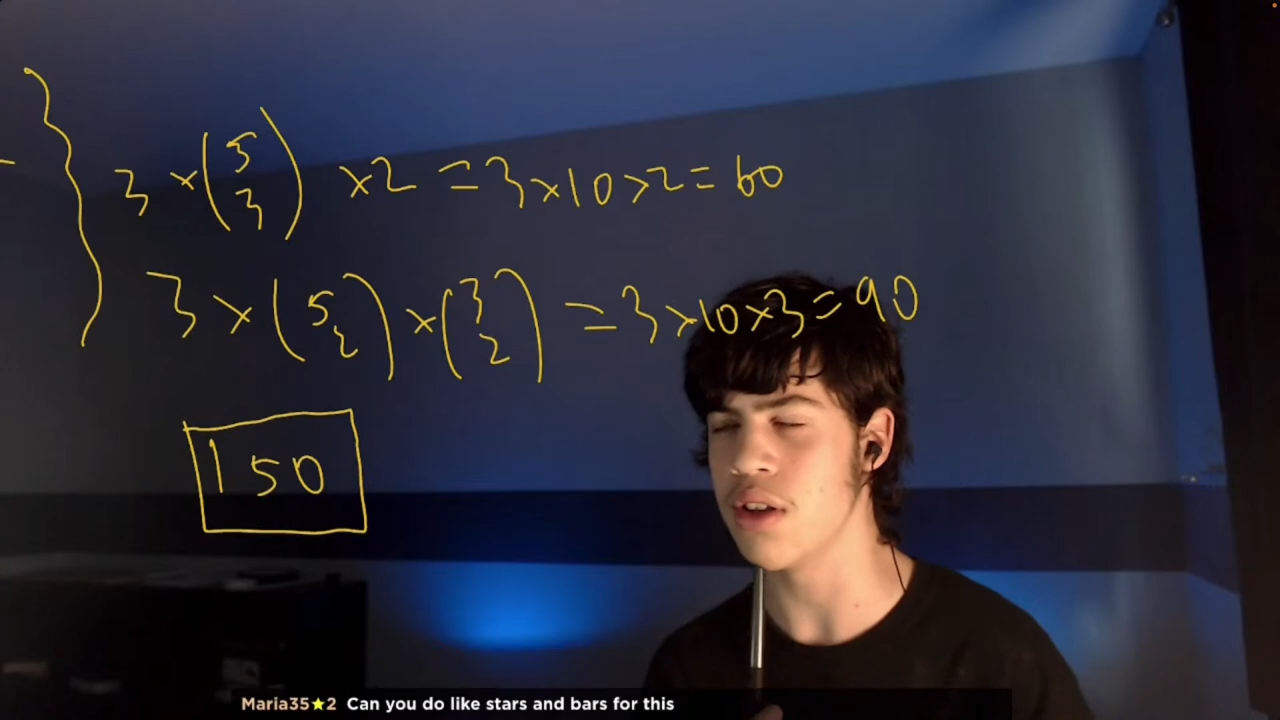 3 × (5 3) × 2 = 3 × 10 × 2 = 60
3 × (5 2) × (3 2) = 3 × 10 × 3 = 90
150
Maria35★2 Can you do like stars and bars for this